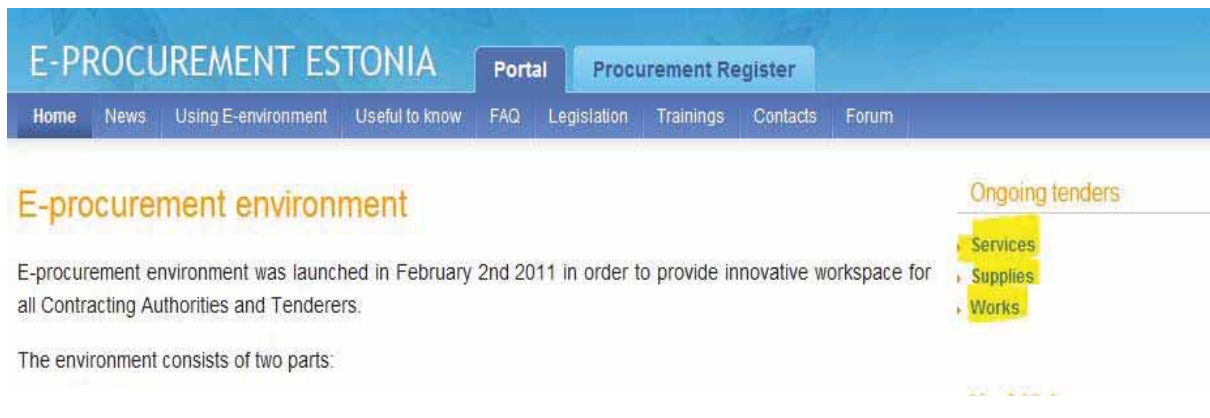 E-PROCUREMENT ESTONIA
Portal
Procurement Register
Home News Using E-environment Useful to know FAQ Legislation Trainings Contacts Forum
E-procurement environment
E-procurement environment was launched in February 2nd 2011 in order to provide innovative workspace for
all Contracting Authorities and Tenderers.
The environment consists of two parts:
Ongoing tenders
Services
Supplies
Works